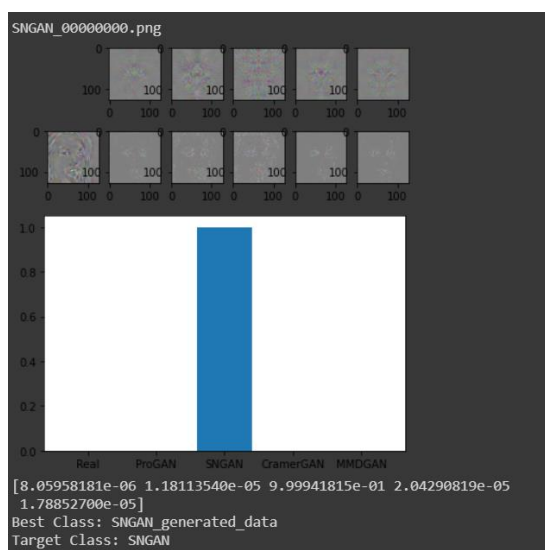 SNGAN_00000000.png
0 0 0 0 0
100 100 100 100 100
0 100 0 100 0 100 0 100 0 100
0 0 0 0 0 0
100 100 100 100 100 100
0 100 0 100 0 100 0 100 0 100 0 100
1.0
0.8
0.6
0.4
0.2
0.0
Real ProGAN SNGAN CramerGAN MMDGAN
[8.05958181e-06 1.18113540e-05 9.99941815e-01 2.04290819e-05
1.78852700e-05]
Best Class: SNGAN_generated_data
Target Class: SNGAN